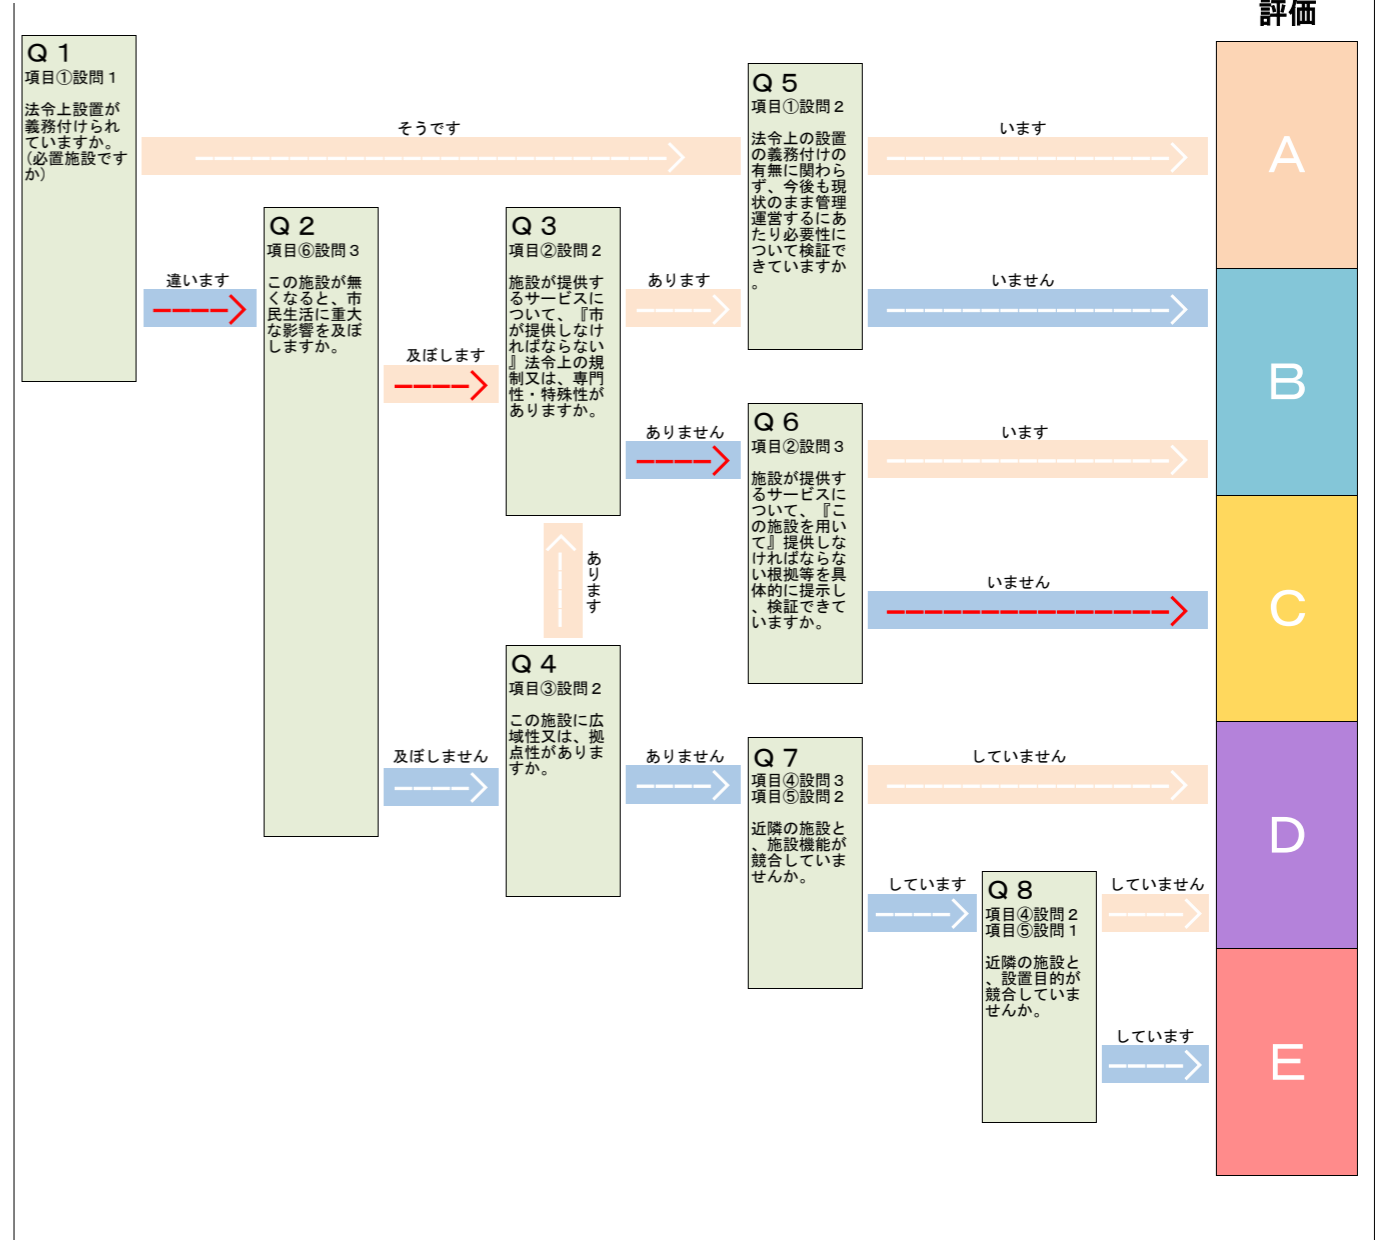 評価
Ｑ１
項目①設問１
法令上設置が
義務付けられ
ていますか。
（必置施設です
か）
そうです
違います
Ｑ２
項目⑥設問３
この施設が無
くなると、市
民生活に重大
な影響を及ぼ
しますか。
及ぼします
及ぼしません
Ｑ３
項目②設問２
施設が提供す
るサービスに
ついて、『市
が提供しなけ
ればならない
』法令上の規
制又は、専門
性・特殊性が
ありますか。
あります
ありません
あります
Ｑ４
項目③設問２
この施設に広
域性又は、拠
点性がありま
すか。
ありません
Ｑ５
項目①設問２
法令上の設置
の義務付けの
有無に関わら
ず、今後も現
状のまま管理
運営するにあ
たり必要性に
ついて検証で
きていますか
。
います
いません
Ｑ６
項目②設問３
施設が提供す
るサービスに
ついて、『こ
の施設を用い
て』提供しな
ければならな
い根拠等を具
体的に提示し
、検証できて
いますか。
います
いません
Ｑ７
項目④設問３
項目⑤設問２
近隣の施設と
、施設機能が
競合していま
せんか。
していません
しています
Ｑ８
項目④設問２
項目⑤設問１
近隣の施設と
、設置目的が
競合していま
せんか。
していません
しています
A
B
C
D
E